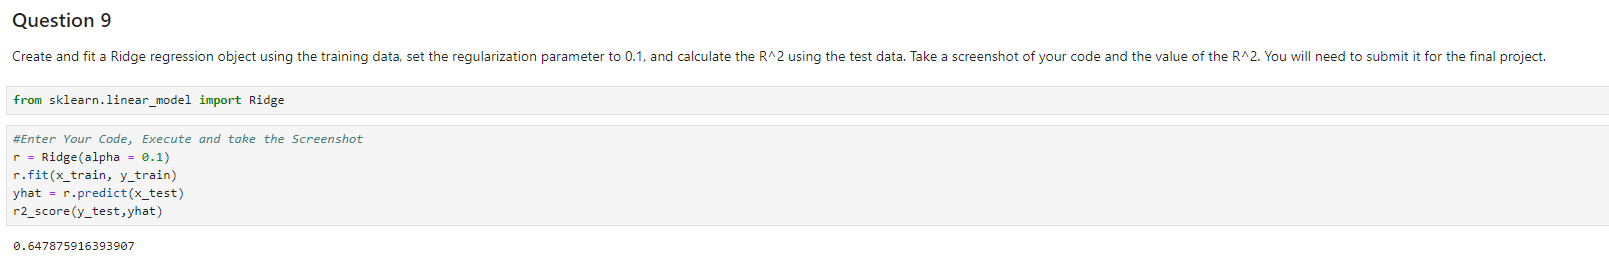 Question 9
Create and fit a Ridge regression object using the training data, set the regularization parameter to 0.1, and calculate the R^2 using the test data. Take a screenshot of your code and the value of the R^2. You will need to submit it for the final project.
from sklearn.linear_model import Ridge
#Enter Your Code, Execute and take the Screenshot
r = Ridge(alpha = 0.1)
r.fit(x_train, y_train)
yhat = r.predict(x_test)
r2_score(y_test,yhat)
0.647875916393907